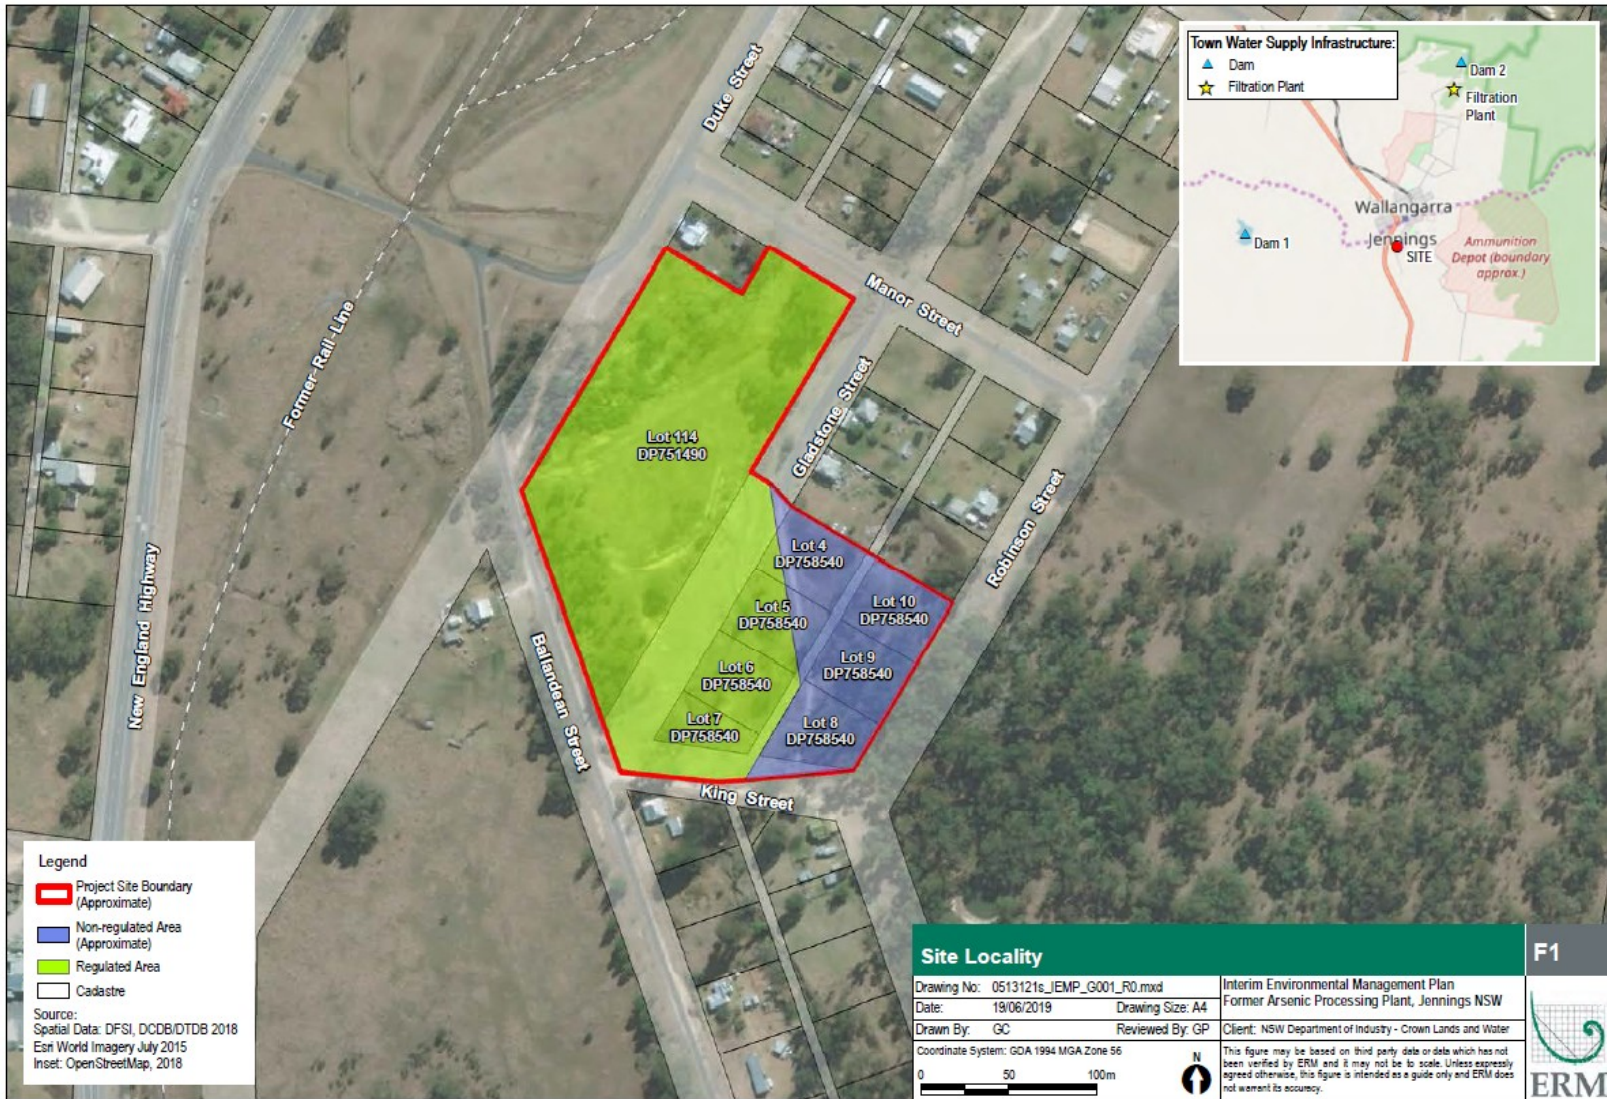 Duke Street
Town Water Supply Infrastructure:
Dam
Filtration Plant
Dam 2
Filtration
Plant
Wallangarra
Jennings
SITE
Dam 1
Ammunition
Depot (boundary
approx.)
Manor Street
Former-Rail-Line
Gladstone Street
Lot 114
DP751490
Robinson Street
New England Highway
Lot 4
DP758540
Lot 5
DP758540
Lot 10
DP758540
Lot 6
DP758540
Lot 9
DP758540
Lot 7
DP758540
Lot 8
DP758540
Ballandean Street
King Street
Legend
Project Site Boundary
(Approximate)
Non-regulated Area
(Approximate)
Regulated Area
Cadastre
Source:
Spatial Data: DFSI, DCDB/DTDB 2018
Esri World Imagery July 2015
Inset: OpenStreetMap, 2018
Site Locality
F1
Drawing No: 0513121s_IEMP_G001_R0.mxd
Date: 19/06/2019 Drawing Size: A4
Drawn By: GC Reviewed By: GP
Interim Environmental Management Plan
Former Arsenic Processing Plant, Jennings NSW
Client: NSW Department of Industry - Crown Lands and Water
Coordinate System: GDA 1994 MGA Zone 56
0 50 100m
N
This figure may be based on third party data or data which has not
been verified by ERM and it may not be to scale. Unless expressly
agreed otherwise, this figure is intended as a guide only and ERM does
not warrant its accuracy.
ERM